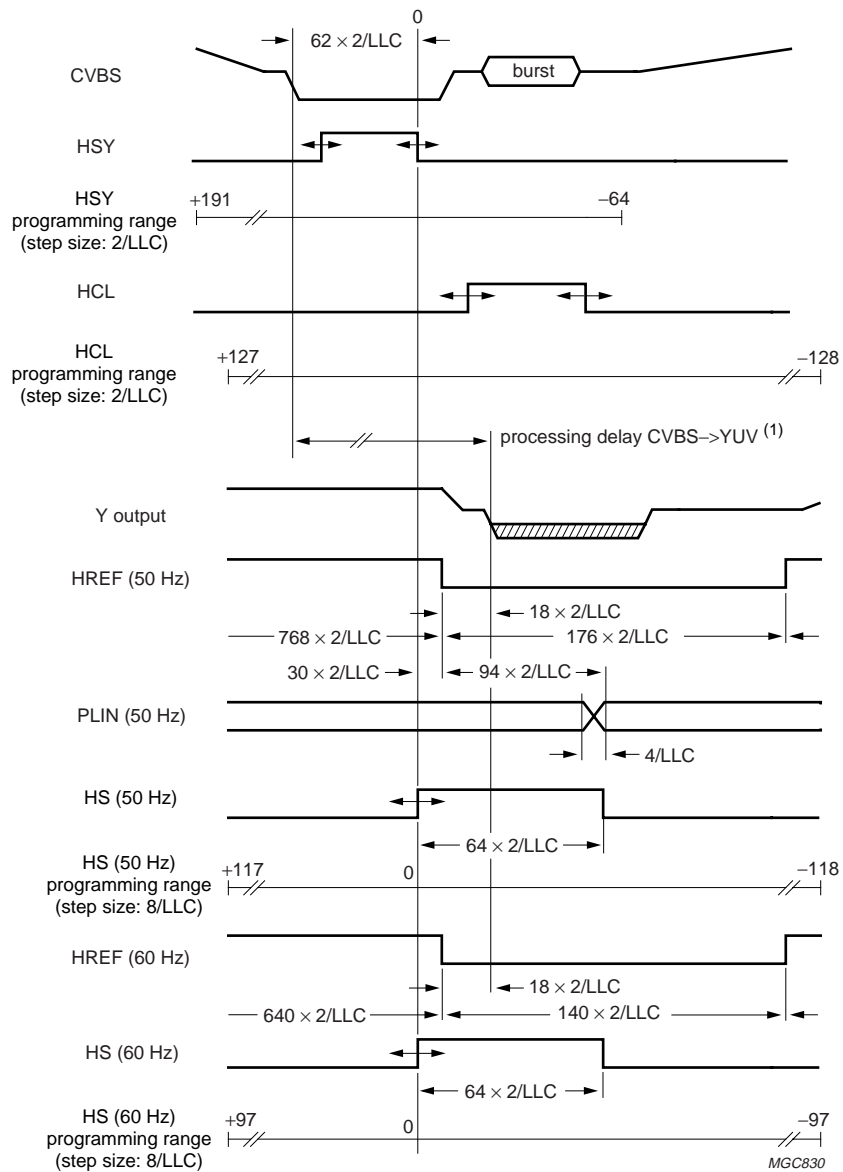 0
62 × 2/LLC
CVBS
burst
HSY
HSY
programming range
(step size: 2/LLC)
+191
−64
HCL
HCL
programming range
(step size: 2/LLC)
+127
−128
processing delay CVBS−>YUV (1)
Y output
HREF (50 Hz)
18 × 2/LLC
768 × 2/LLC
176 × 2/LLC
30 × 2/LLC
94 × 2/LLC
PLIN (50 Hz)
4/LLC
HS (50 Hz)
64 × 2/LLC
HS (50 Hz)
programming range
(step size: 8/LLC)
+117
0
−118
HREF (60 Hz)
18 × 2/LLC
640 × 2/LLC
140 × 2/LLC
HS (60 Hz)
64 × 2/LLC
HS (60 Hz)
programming range
(step size: 8/LLC)
+97
0
−97
MGC830